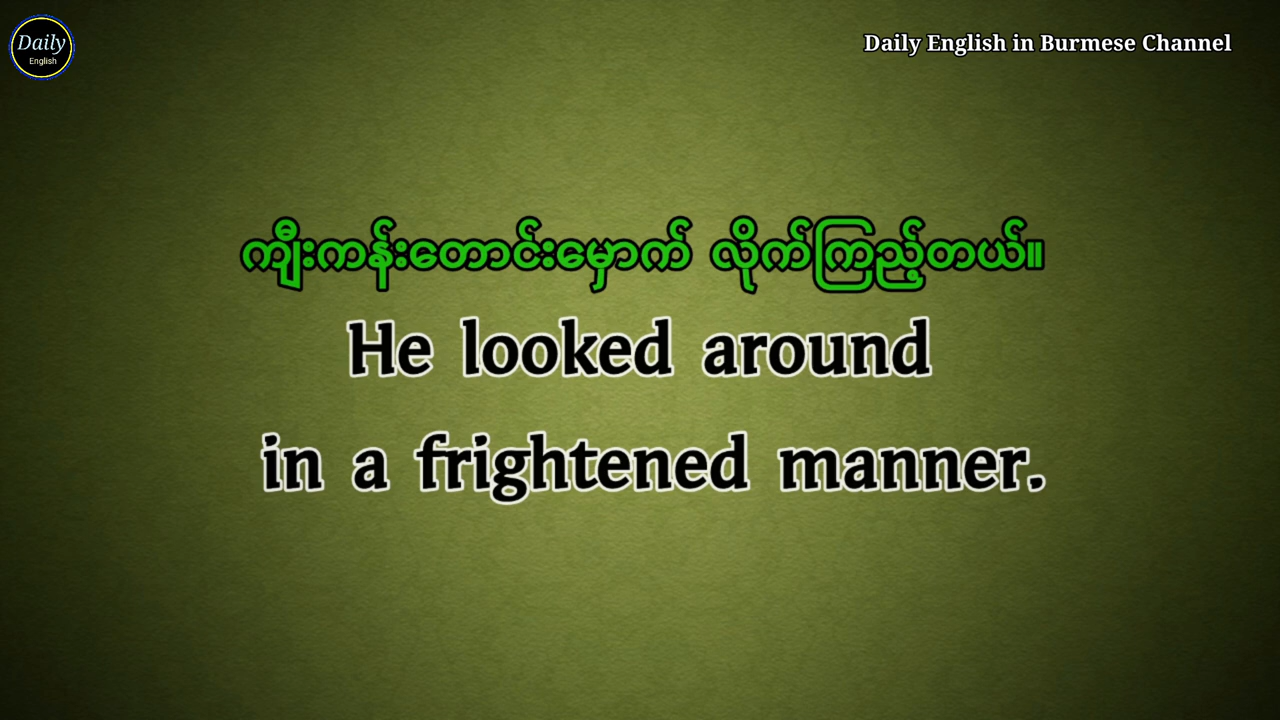 Daily
English
Daily English in Burmese Channel
ကျီးကန်းတောင်းမှောက် လိုက်ကြည့်တယ်။
He looked around
in a frightened manner.